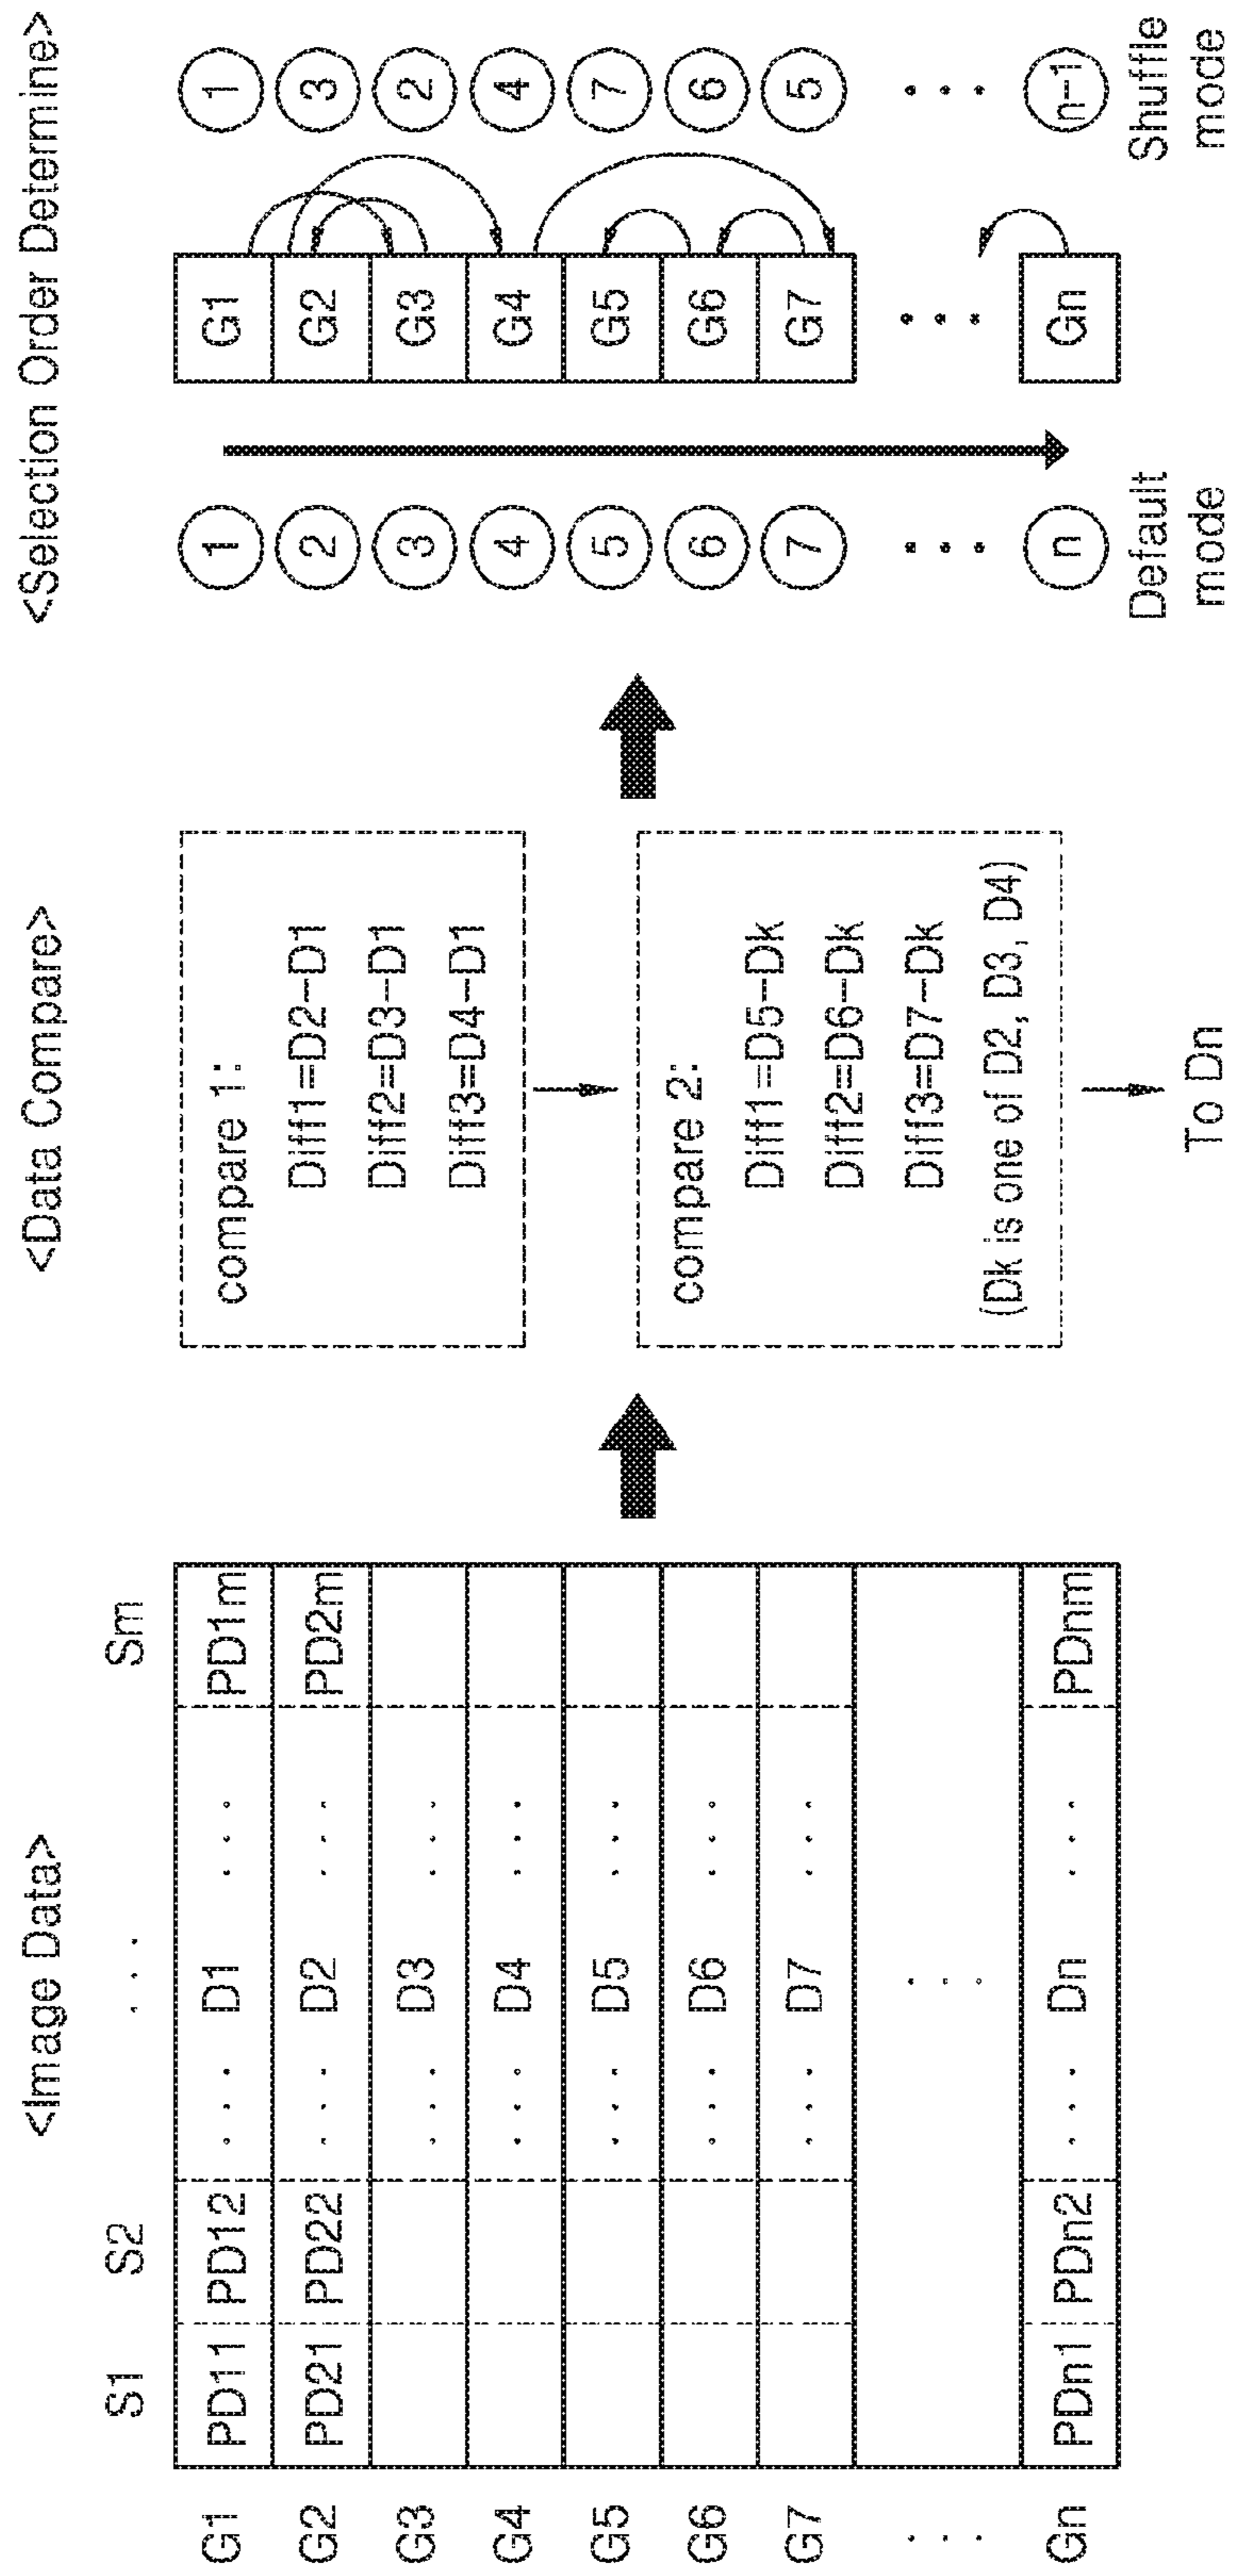 <Image Data>
S1 S2 . . . Sm
G1 PD11 PD12 . . . D1 . . . PD1m
G2 PD21 PD22 . . . D2 . . . PD2m
G3 . . . D3 . . .
G4 . . . D4 . . .
G5 . . . D5 . . .
G6 . . . D6 . . .
G7 . . . D7 . . .
. . .
Gn PDn1 PDn2 . . . Dn . . . PDnm
<Data Compare>
compare 1:
Diff1=D2-D1
Diff2=D3-D1
Diff3=D4-D1
compare 2:
Diff1=D5-Dk
Diff2=D6-Dk
Diff3=D7-Dk
(Dk is one of D2, D3, D4)
To Dn
<Selection Order Determine>
1 G1 1
2 G2 3
3 G3 2
4 G4 4
5 G5 7
6 G6 6
7 G7 5
. . .
n Gn n-1
Default
mode
Shuffle
mode